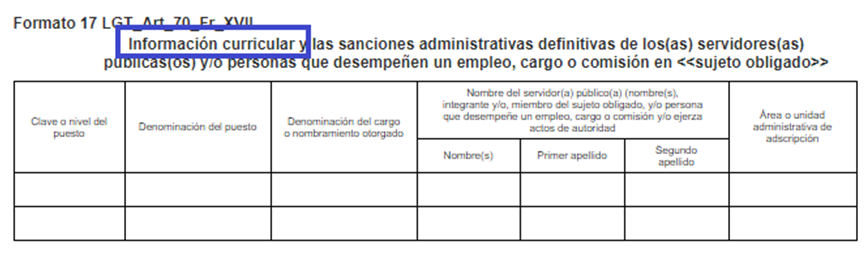 Formato 17 LGT_Art_70_Fr_XVII
Información curricular y las sanciones administrativas definitivas de los(as) servidores(as)
públicas(os) y/o personas que desempeñen un empleo, cargo o comisión en <<sujeto obligado>>
Clave o nivel del
puesto
Denominación del puesto
Denominación del cargo
o nombramiento otorgado
Nombre del servidor(a) público(a) (nombre(s),
integrante y/o, miembro del sujeto obligado, y/o persona
que desempeñe un empleo, cargo o comisión y/o ejerza
actos de autoridad
Nombre(s)
Primer apellido
Segundo
apellido
Área o unidad
administrativa de
adscripción